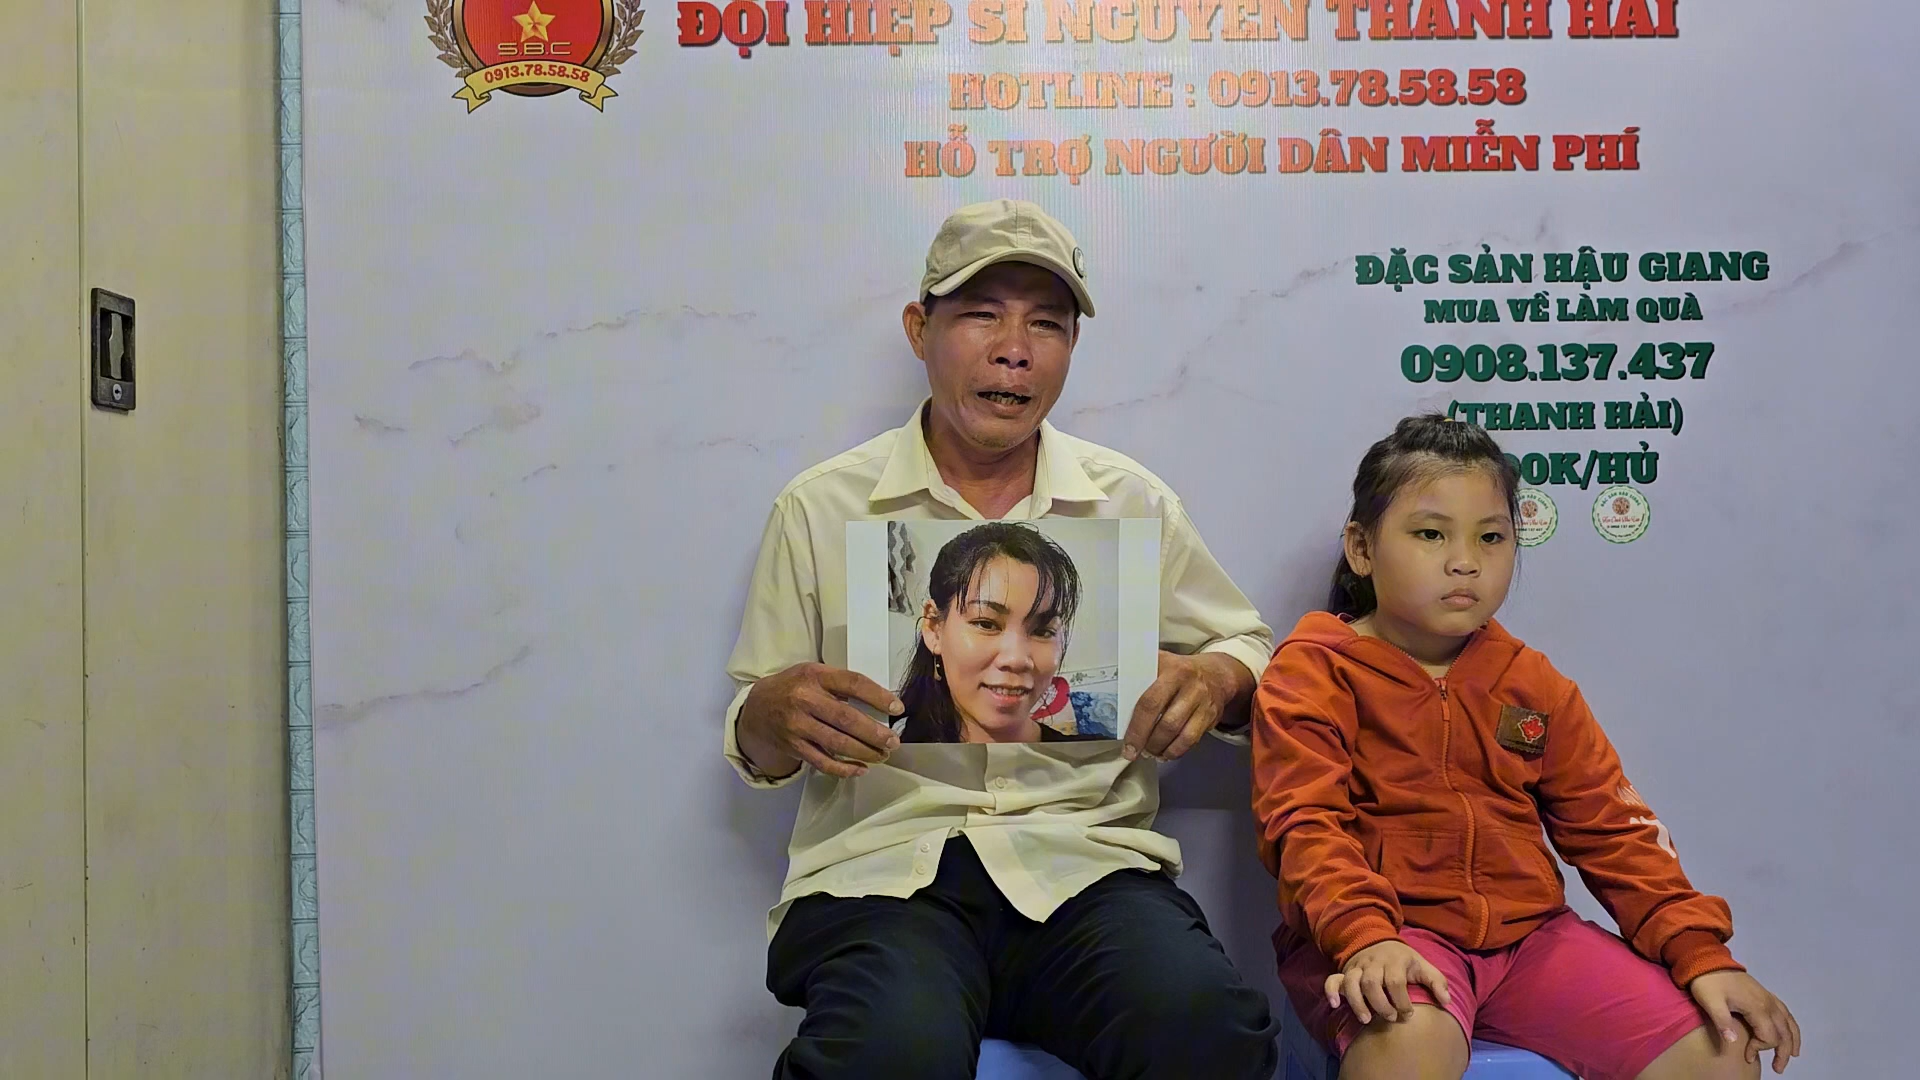 S.B.C
0913.78.58.58
ĐỘI HIỆP SĨ NGUYỄN THANH HẢI
HOTLINE : 0913.78.58.58
HỖ TRỢ NGƯỜI DÂN MIỄN PHÍ
ĐẶC SẢN HẬU GIANG
MUA VỀ LÀM QUÀ
0908.137.437
(THANH HẢI)
OOK/HỦ